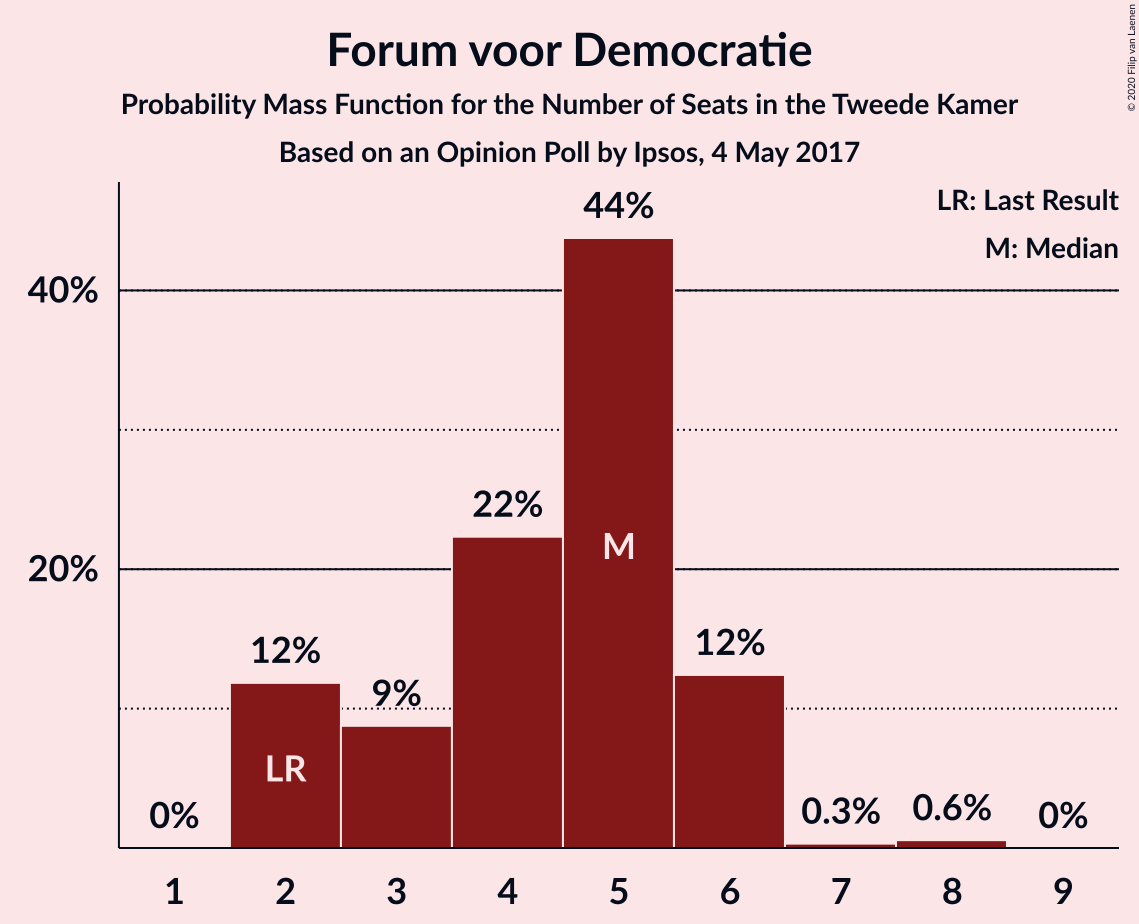 Forum voor Democratie
Probability Mass Function for the Number of Seats in the Tweede Kamer
Based on an Opinion Poll by Ipsos, 4 May 2017
© 2020 Filip van Laenen
LR: Last Result
M: Median
44%
40%
22%
M
20%
12%
12%
9%
LR
0%
0.3%
0.6%
0%
1 2 3 4 5 6 7 8 9